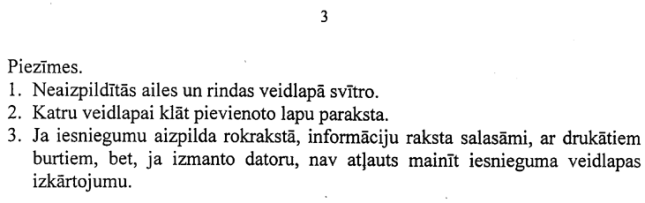 3
Piezīmes.
1. Neaizpildītās ailes un rindas veidlapā svītro.
2. Katru veidlapai klāt pievienoto lapu paraksta.
3. Ja iesniegumu aizpilda rokrakstā, informāciju raksta salasāmi, ar drukātiem
burtiem, bet, ja izmanto datoru, nav atļauts mainīt iesnieguma veidlapas
izkārtojumu.